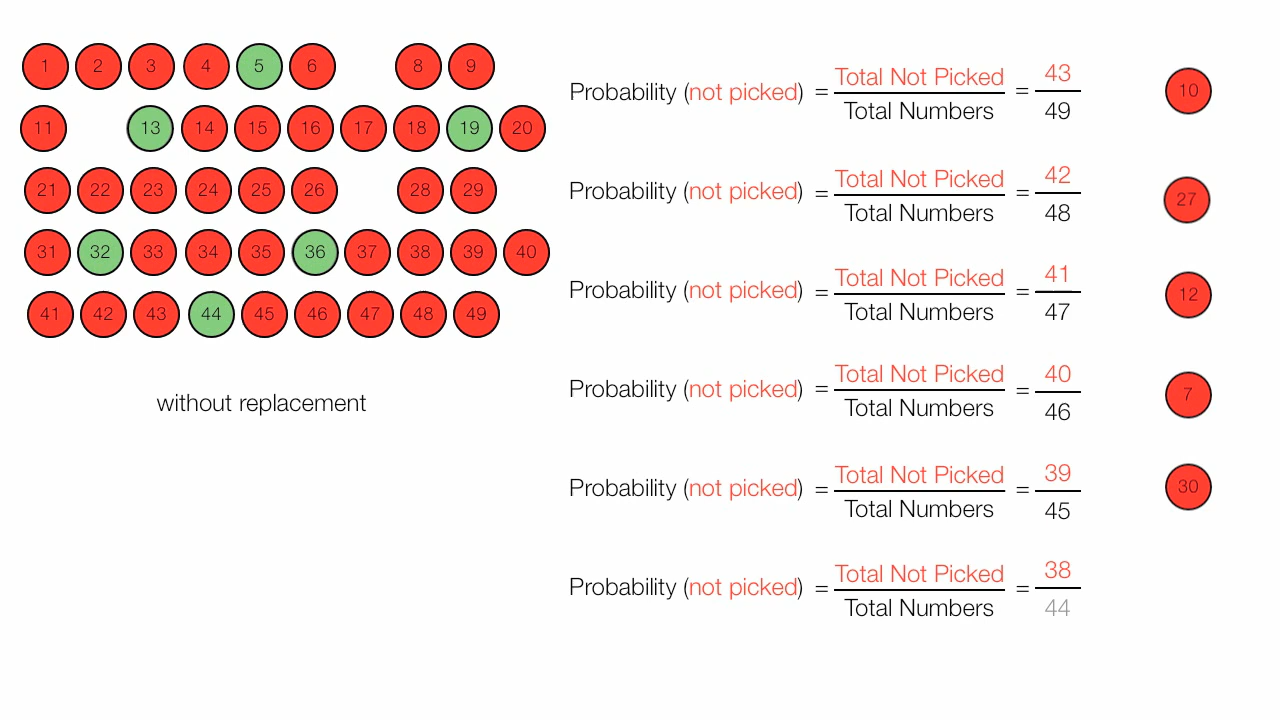 1 2 3 4 5 6 8 9
11 13 14 15 16 17 18 19 20
21 22 23 24 25 26 28 29
31 32 33 34 35 36 37 38 39 40
41 42 43 44 45 46 47 48 49
without replacement
Probability (not picked) = Total Not Picked = 43
Total Numbers 49
10
Probability (not picked) = Total Not Picked = 42
Total Numbers 48
27
Probability (not picked) = Total Not Picked = 41
Total Numbers 47
12
Probability (not picked) = Total Not Picked = 40
Total Numbers 46
7
Probability (not picked) = Total Not Picked = 39
Total Numbers 45
30
Probability (not picked) = Total Not Picked = 38
Total Numbers 44